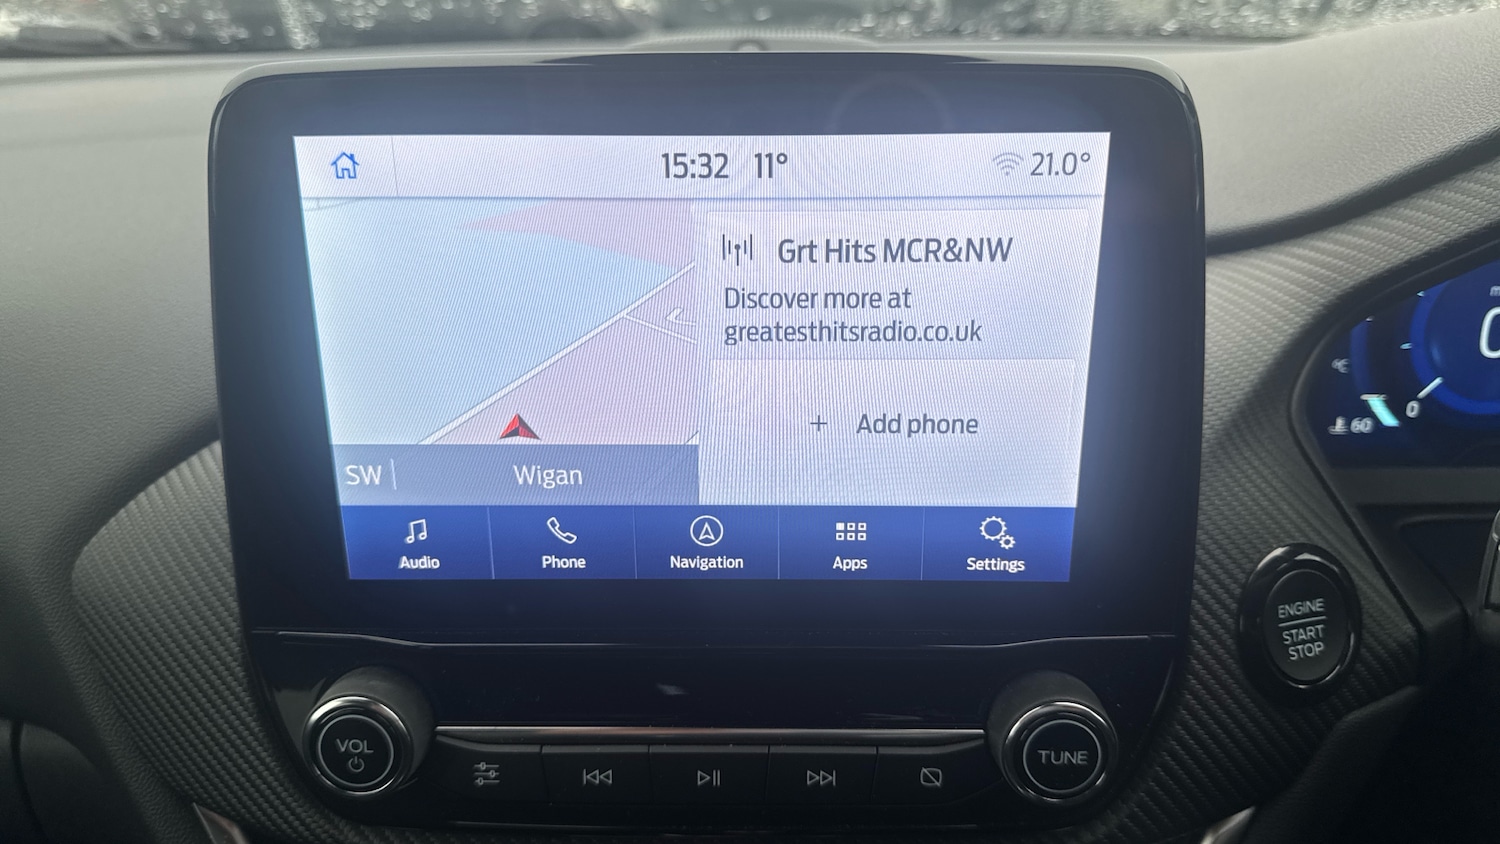 15:32 11° 21.0°
Grt Hits MCR&NW
Discover more at
greatesthitsradio.co.uk
+ Add phone
SW Wigan
Audio Phone Navigation Apps Settings
60 0
ENGINE
START
STOP
VOL
TUNE